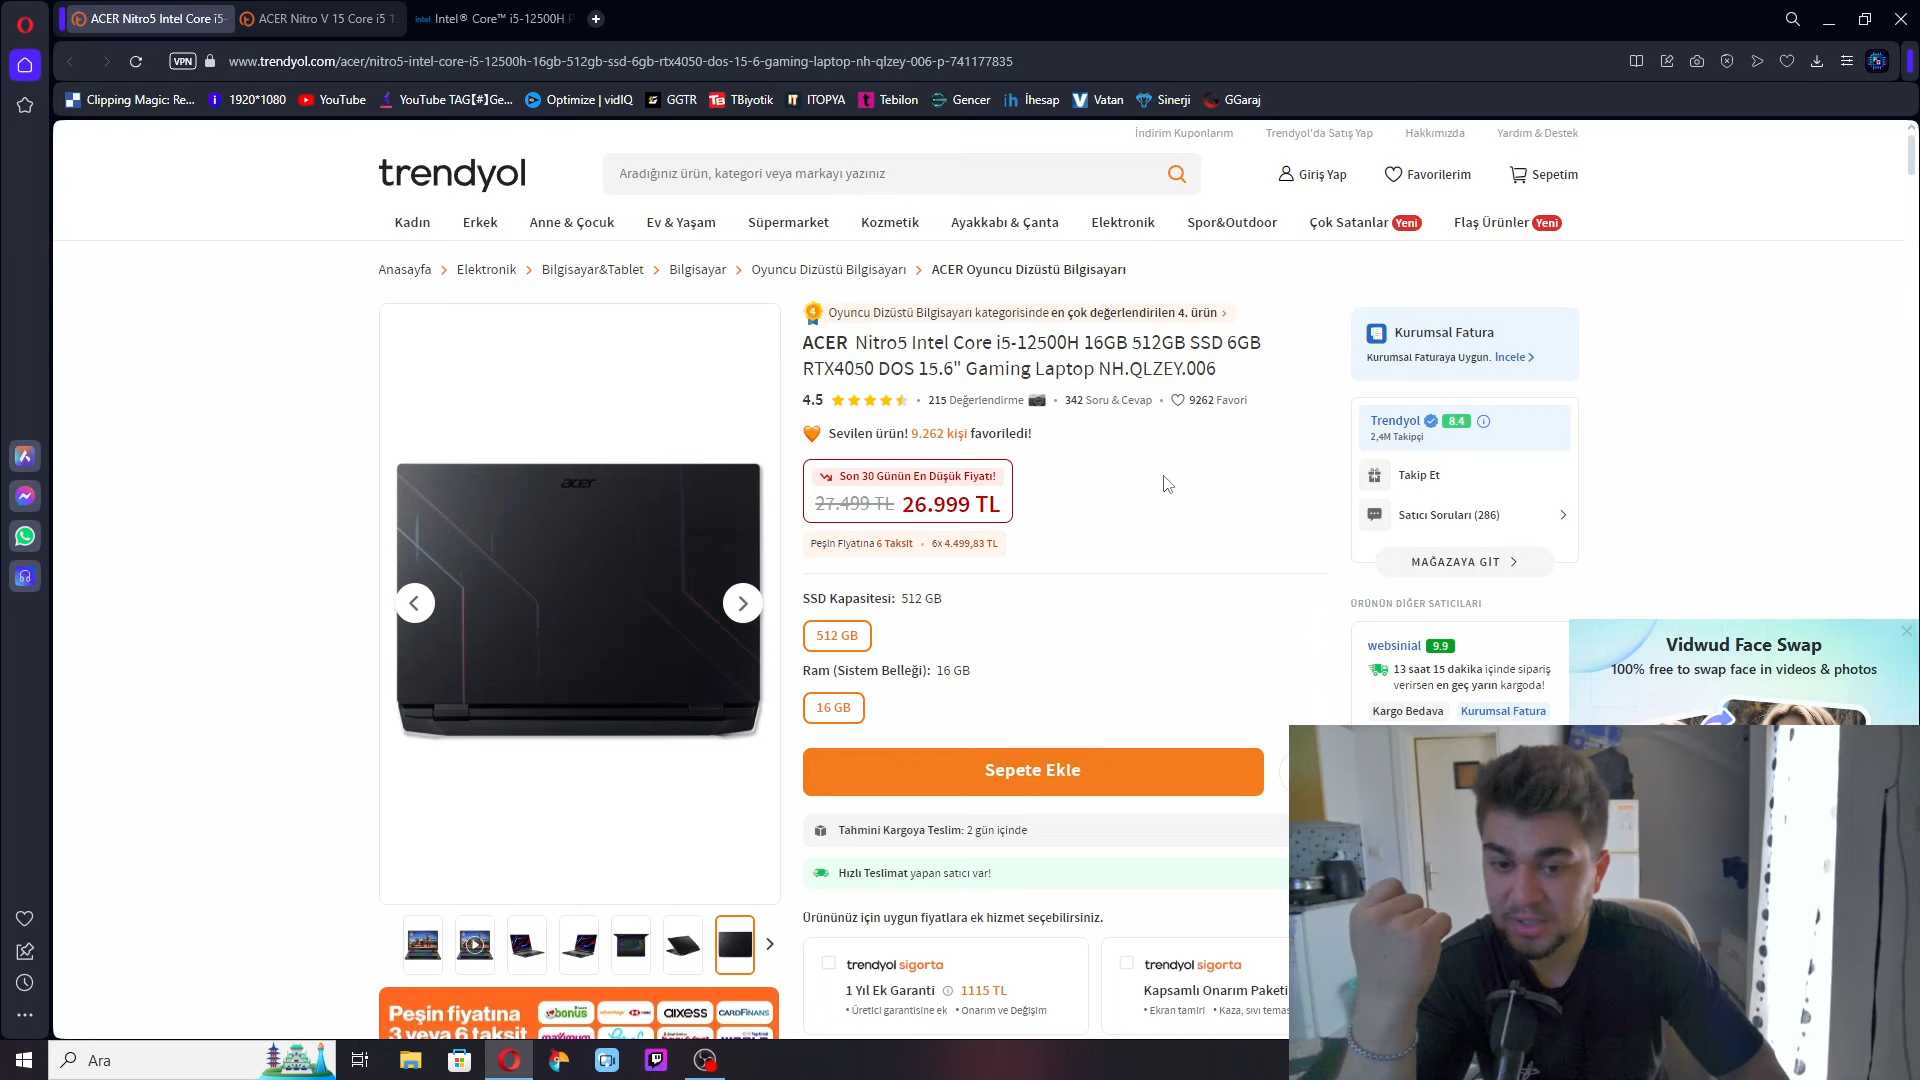 ACER Nitro5 Intel Core i5-
ACER Nitro V 15 Core i5 1
intel Intel® Core™ i5-12500H P
VPN
www.trendyol.com/acer/nitro5-intel-core-i5-12500h-16gb-512gb-ssd-6gb-rtx4050-dos-15-6-gaming-laptop-nh-qlzey-006-p-741177835
Clipping Magic: Re...
1920*1080
YouTube
YouTube TAG【#】Ge...
Optimize | vidIQ
GGTR
TBiyotik
ITOPYA
Tebilon
Gencer
İhesap
Vatan
Sinerji
GGaraj
İndirim Kuponlarım
Trendyol'da Satış Yap
Hakkımızda
Yardım & Destek
trendyol
Aradığınız ürün, kategori veya markayı yazınız
Giriş Yap
Favorilerim
Sepetim
Kadın
Erkek
Anne & Çocuk
Ev & Yaşam
Süpermarket
Kozmetik
Ayakkabı & Çanta
Elektronik
Spor&Outdoor
Çok Satanlar Yeni
Flaş Ürünler Yeni
Anasayfa > Elektronik > Bilgisayar&Tablet > Bilgisayar > Oyuncu Dizüstü Bilgisayarı > ACER Oyuncu Dizüstü Bilgisayarı
4 Oyuncu Dizüstü Bilgisayarı kategorisinde en çok değerlendirilen 4. ürün >
ACER Nitro5 Intel Core i5-12500H 16GB 512GB SSD 6GB
RTX4050 DOS 15.6" Gaming Laptop NH.QLZEY.006
4.5 • 215 Değerlendirme • 342 Soru & Cevap • 9262 Favori
Sevilen ürün! 9.262 kişi favoriledi!
Son 30 Günün En Düşük Fiyatı!
27.499 TL 26.999 TL
Peşin Fiyatına 6 Taksit • 6x 4.499,83 TL
acer
SSD Kapasitesi: 512 GB
512 GB
Ram (Sistem Belleği): 16 GB
16 GB
Sepete Ekle
Tahmini Kargoya Teslim: 2 gün içinde
Hızlı Teslimat yapan satıcı var!
Ürününüz için uygun fiyatlara ek hizmet seçebilirsiniz.
trendyol sigorta
1 Yıl Ek Garanti 1115 TL
• Üretici garantisine ek • Onarım ve Değişim
trendyol sigorta
Kapsamlı Onarım Paketi
• Ekran tamiri • Kaza, sıvı temas
Peşin fiyatına
3 veya 6 taksit
bonus
advantage
HSBC
axess
CARDFINANS
maximum
Kurumsal Fatura
Kurumsal Faturaya Uygun. İncele >
Trendyol 8.4
2,4M Takipçi
Takip Et
Satıcı Soruları (286)
MAĞAZAYA GİT >
ÜRÜNÜN DİĞER SATICILARI
websinial 9.9
13 saat 15 dakika içinde sipariş
verirsen en geç yarın kargoda!
Kargo Bedava
Kurumsal Fatura
Vidwud Face Swap
100% free to swap face in videos & photos
Ara